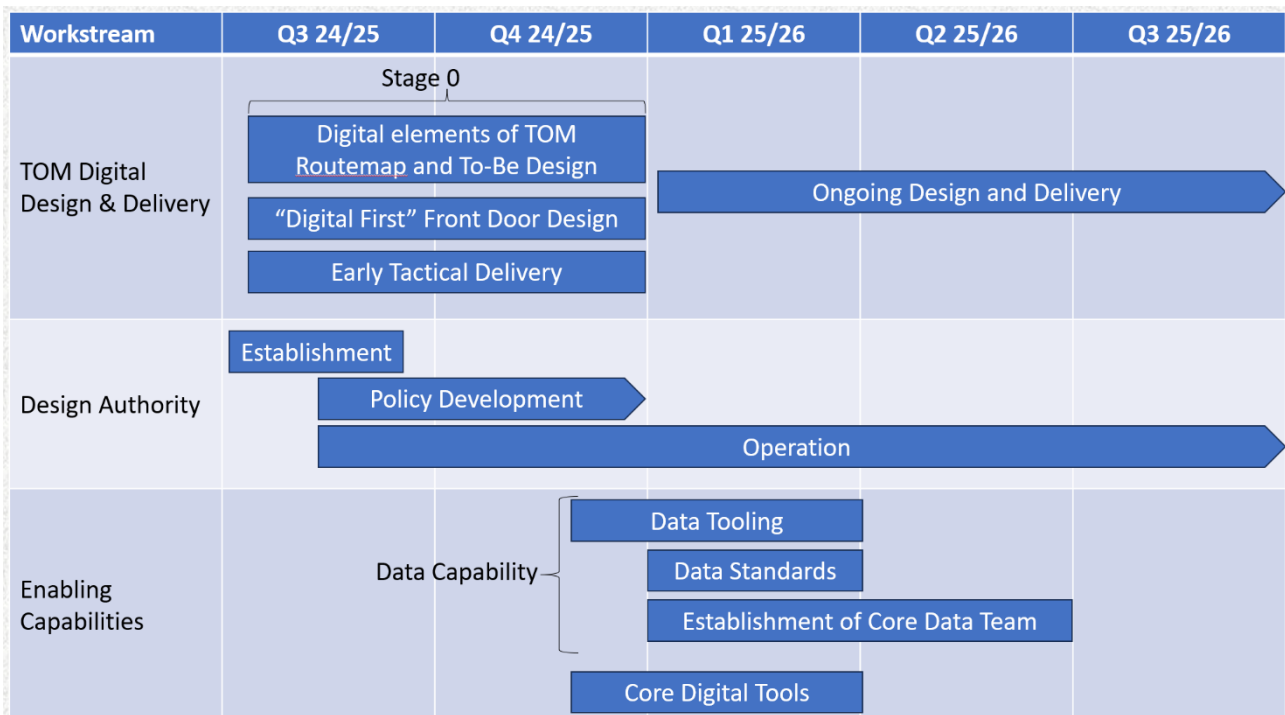 Workstream
Q3 24/25
Q4 24/25
Q1 25/26
Q2 25/26
Q3 25/26
TOM Digital
Design & Delivery
Stage 0
Digital elements of TOM
Routemap and To-Be Design
“Digital First” Front Door Design
Early Tactical Delivery
Ongoing Design and Delivery
Design Authority
Establishment
Policy Development
Operation
Enabling
Capabilities
Data Capability
Data Tooling
Data Standards
Establishment of Core Data Team
Core Digital Tools